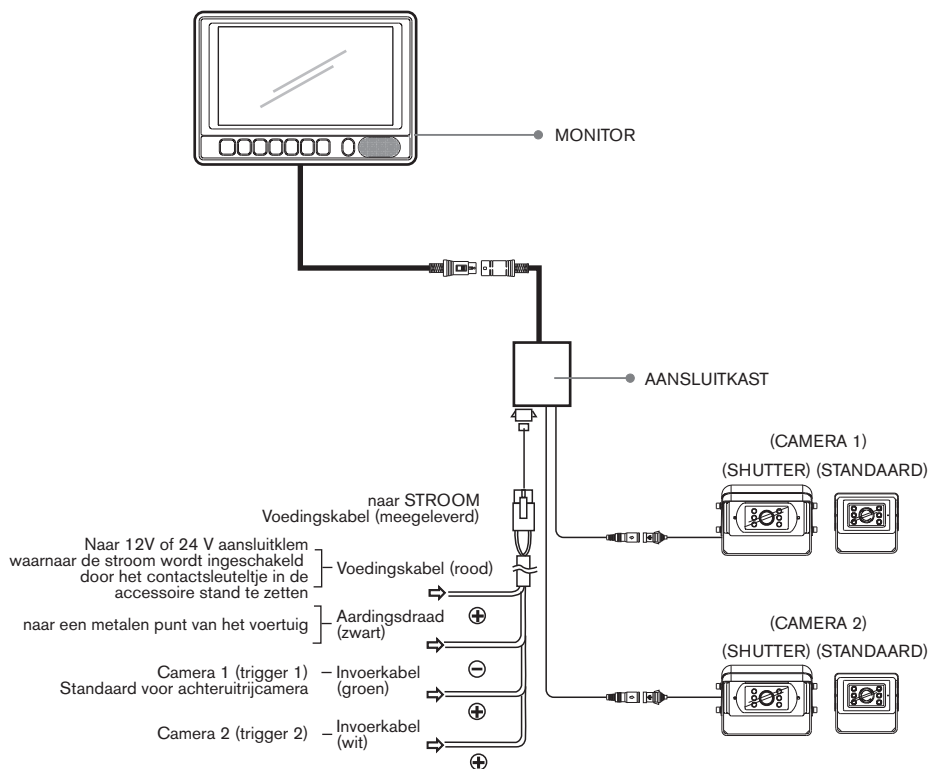 MONITOR
AANSLUITKAST
(CAMERA 1)
(SHUTTER) (STANDAARD)
naar STROOM
Voedingskabel (meegeleverd)
Naar 12V of 24 V aansluitklem
waarnaar de stroom wordt ingeschakeld
door het contactsleuteltje in de
accessoire stand te zetten
Voedingskabel (rood)
naar een metalen punt van het voertuig
Aardingsdraad
(zwart)
Camera 1 (trigger 1)
Standaard voor achteruitrijcamera
Invoerkabel
(groen)
Camera 2 (trigger 2)
Invoerkabel
(wit)
(CAMERA 2)
(SHUTTER) (STANDAARD)